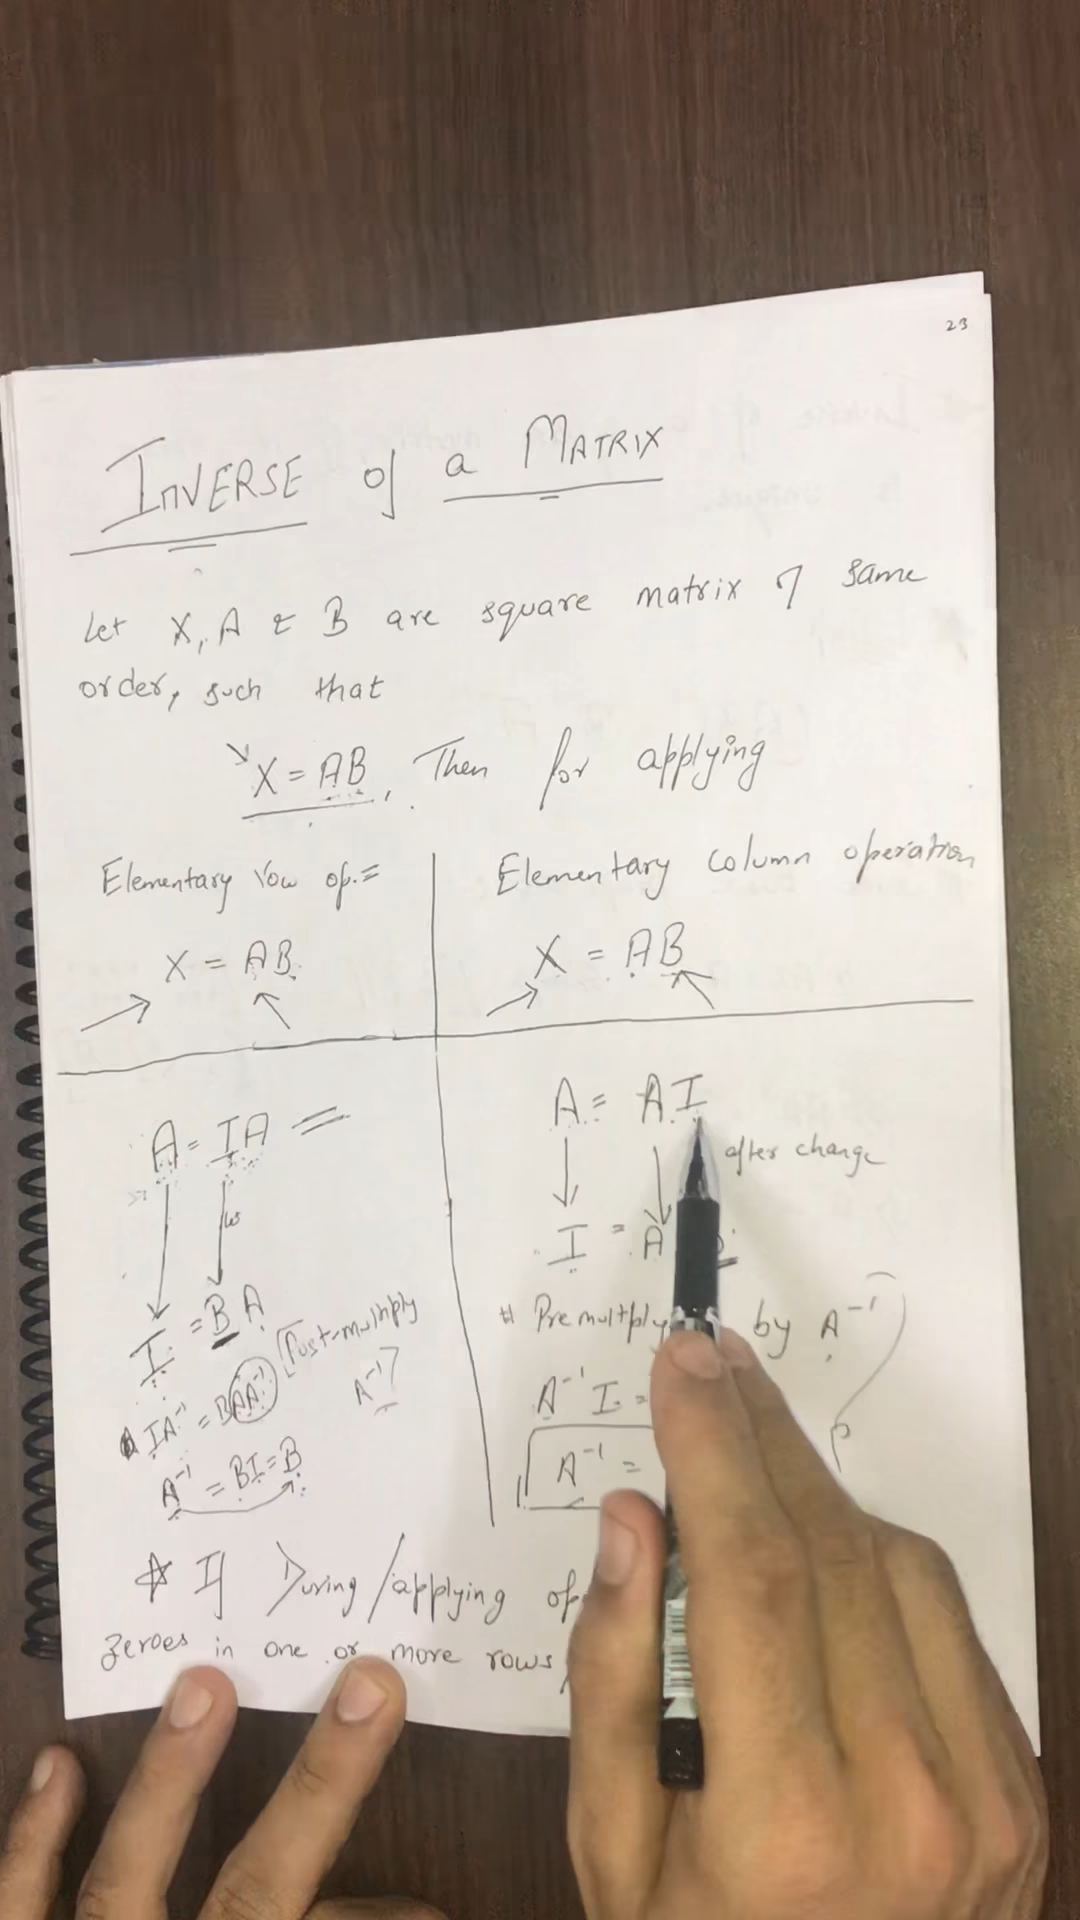 23
INVERSE of a MATRIX
Let X, A & B are square matrix of same
order, such that
X = AB, Then for applying
Elementary row op.=
X = AB
A = IA
I = BA
[Post-multiply
A⁻¹]
IA⁻¹ = BAA⁻¹
A⁻¹ = BI = B
Elementary column operation
X = AB
A = AI
after change
I = A
# Premultply by A⁻¹
A⁻¹ I =
A⁻¹ =
☆ If During/applying op
zeroes in one or more rows